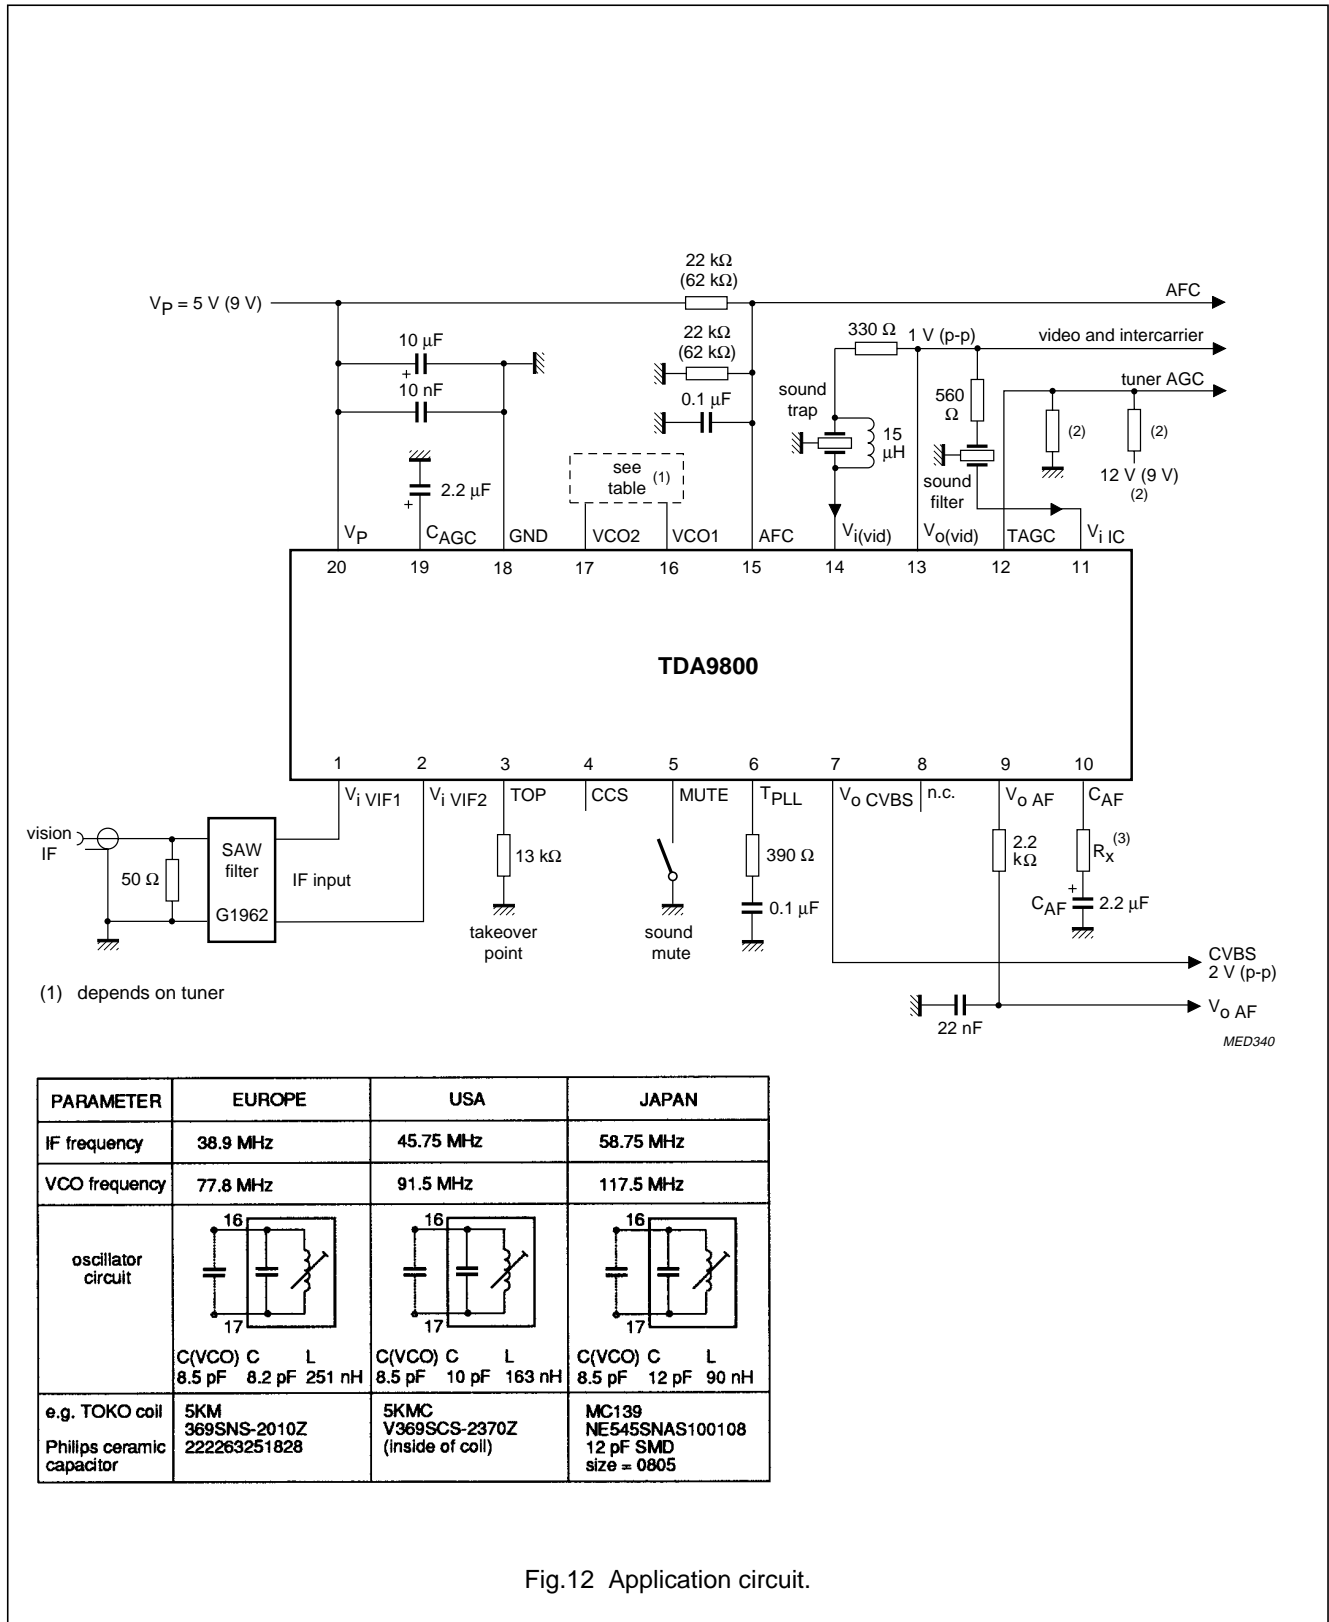 22 kΩ
(62 kΩ)
VP = 5 V (9 V)
AFC
10 μF
+
10 nF
22 kΩ
(62 kΩ)
0.1 μF
330 Ω
1 V (p-p)
video and intercarrier
tuner AGC
sound
trap
15
μH
560
Ω
sound
filter
(2)
(2)
12 V (9 V)
(2)
see
table (1)
2.2 μF
+
VP
CAGC
GND
VCO2
VCO1
AFC
Vi(vid)
Vo(vid)
TAGC
Vi IC
20 19 18 17 16 15 14 13 12 11
TDA9800
1 2 3 4 5 6 7 8 9 10
Vi VIF1
Vi VIF2
TOP
CCS
MUTE
TPLL
Vo CVBS
n.c.
Vo AF
CAF
vision
IF
50 Ω
SAW
filter
G1962
IF input
13 kΩ
takeover
point
sound
mute
390 Ω
0.1 μF
2.2
kΩ
Rx (3)
+
CAF
2.2 μF
CVBS
2 V (p-p)
22 nF
Vo AF
MED340
(1) depends on tuner
PARAMETER EUROPE USA JAPAN
IF frequency 38.9 MHz 45.75 MHz 58.75 MHz
VCO frequency 77.8 MHz 91.5 MHz 117.5 MHz
oscillator
circuit
16 16 16
17 17 17
C(VCO) C L C(VCO) C L C(VCO) C L
8.5 pF 8.2 pF 251 nH 8.5 pF 10 pF 163 nH 8.5 pF 12 pF 90 nH
e.g. TOKO coil
Philips ceramic
capacitor
5KM
369SNS-2010Z
222263251828
5KMC
V369SCS-2370Z
(inside of coil)
MC139
NE545SNAS100108
12 pF SMD
size = 0805
Fig.12 Application circuit.